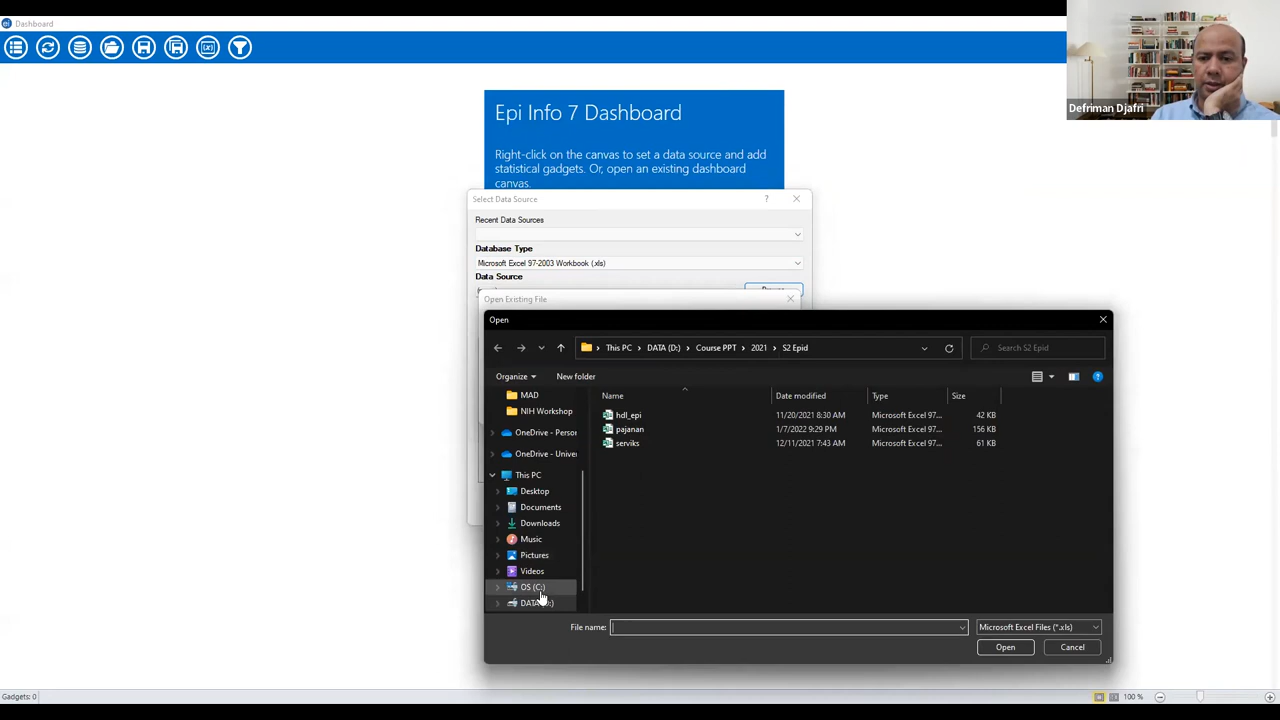 Dashboard
Defriman Djafri
Epi Info 7 Dashboard
Right-click on the canvas to set a data source and add
statistical gadgets. Or, open an existing dashboard
canvas.
Select Data Source
?
Recent Data Sources
Database Type
Microsoft Excel 97-2003 Workbook (.xls)
Data Source
Open Existing File
Open
This PC > DATA (D:) > Course PPT > 2021 > S2 Epid
Search S2 Epid
Organize
New folder
Name Date modified Type Size
hdl_epi 11/20/2021 8:30 AM Microsoft Excel 97... 42 KB
pajanan 1/7/2022 9:29 PM Microsoft Excel 97... 156 KB
serviks 12/11/2021 7:43 AM Microsoft Excel 97... 61 KB
MAD
NIH Workshop
OneDrive - Person
OneDrive - Univer
This PC
Desktop
Documents
Downloads
Music
Pictures
Videos
OS (C:)
File name:
Microsoft Excel Files (*.xls)
Open
Cancel
Gadgets: 0
100 %